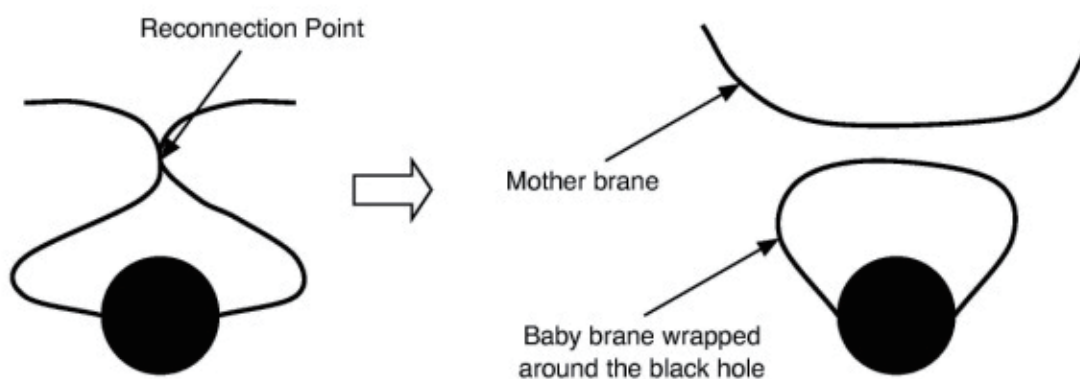 Reconnection Point
Mother brane
Baby brane wrapped
around the black hole